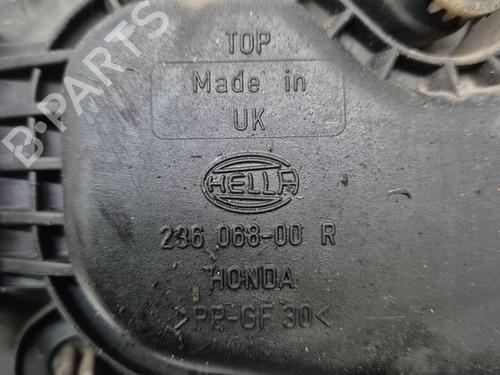 TOP
Made in
UK
HELLA
236 068-00 R
HONDA
>PP-GF 30<
B-PARTS